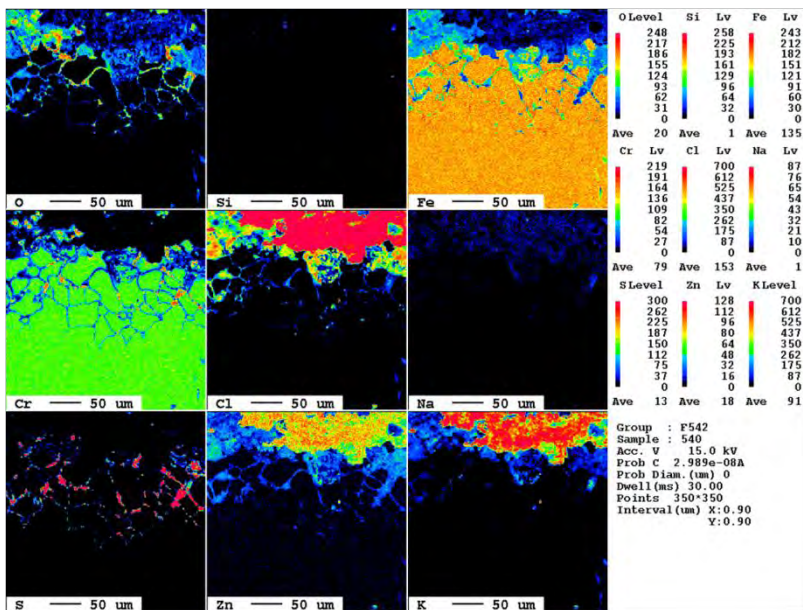 O Level Si Lv Fe Lv
248 258 243
217 225 212
186 193 182
155 161 151
124 129 121
93 96 91
62 64 60
31 32 30
0 0 0
Ave 20 Ave 1 Ave 135
O 50 um Si 50 um Fe 50 um
Cr Lv Cl Lv Na Lv
219 700 87
191 612 76
164 525 65
136 437 54
109 350 43
82 262 32
54 175 21
27 87 10
0 0 0
Ave 79 Ave 153 Ave 1
Cr 50 um Cl 50 um Na 50 um
S Level Zn Lv K Level
300 128 700
262 112 612
225 96 525
187 80 437
150 64 350
112 48 262
75 32 175
37 16 87
0 0 0
Ave 13 Ave 18 Ave 91
Group : F542
Sample : 540
Acc. V 15.0 kV
Prob C 2.989e-08A
Prob Diam.(um) 0
Dwell(ms) 30.00
Points 350*350
Interval(um) X:0.90
Y:0.90
S 50 um Zn 50 um K 50 um